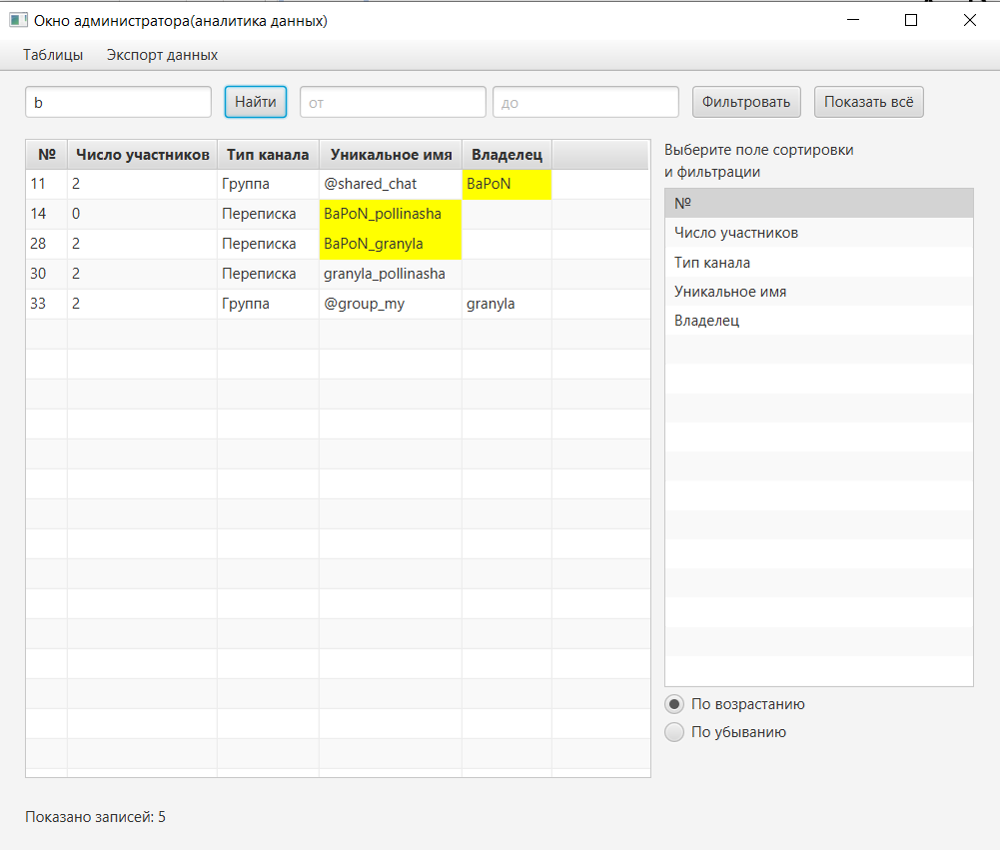 Окно администратора(аналитика данных)
Таблицы Экспорт данных
b Найти от до Фильтровать Показать всё
№ Число участников Тип канала Уникальное имя Владелец
11 2 Группа @shared_chat BaPoN
14 0 Переписка BaPoN_pollinasha
28 2 Переписка BaPoN_granyla
30 2 Переписка granyla_pollinasha
33 2 Группа @group_my granyla
Выберите поле сортировки
и фильтрации
№
Число участников
Тип канала
Уникальное имя
Владелец
По возрастанию
По убыванию
Показано записей: 5